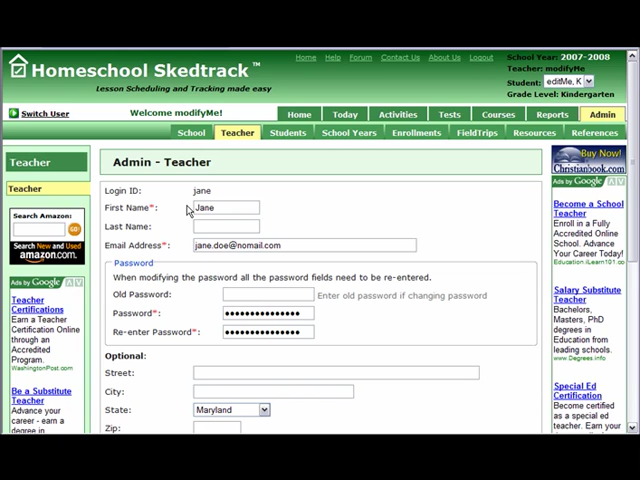 Home Help Forum Contact Us About Us Logout
School Year: 2007-2008
Teacher: modifyMe
Student: editMe, K
Grade Level: Kindergarten
Homeschool Skedtrack ™
Lesson Scheduling and Tracking made easy
Switch User
Welcome modifyMe!
Home Today Activities Tests Courses Reports Admin
School Teacher Students School Years Enrollments FieldTrips Resources References
Teacher
Teacher
Search Amazon:
GO!
Search New and Used
amazon.com
Ads by Google
Teacher
Certifications
Earn a Teacher
Certification Online
through an
Accredited
Program.
WashingtonPost.com
Be a Substitute
Teacher
Advance your
career - earn a
degree in
Admin - Teacher
Login ID: jane
First Name*: Jane
Last Name:
Email Address*: jane.doe@nomail.com
Password
When modifying the password all the password fields need to be re-entered.
Old Password: Enter old password if changing password
Password*: ••••••••••••••
Re-enter Password*: ••••••••••••••
Optional:
Street:
City:
State: Maryland
Zip:
Buy Now!
Christianbook.com
Ads by Google
Become a School
Teacher
Enroll in a Fully
Accredited Online
School. Advance
Your Career Today!
Education.iLearn101.co
Salary Substitute
Teacher
Bachelors,
Masters, PhD
degrees in
Education from
leading schools.
www.Degrees.info
Special Ed
Certification
Become certified
as a special ed
teacher. Earn your